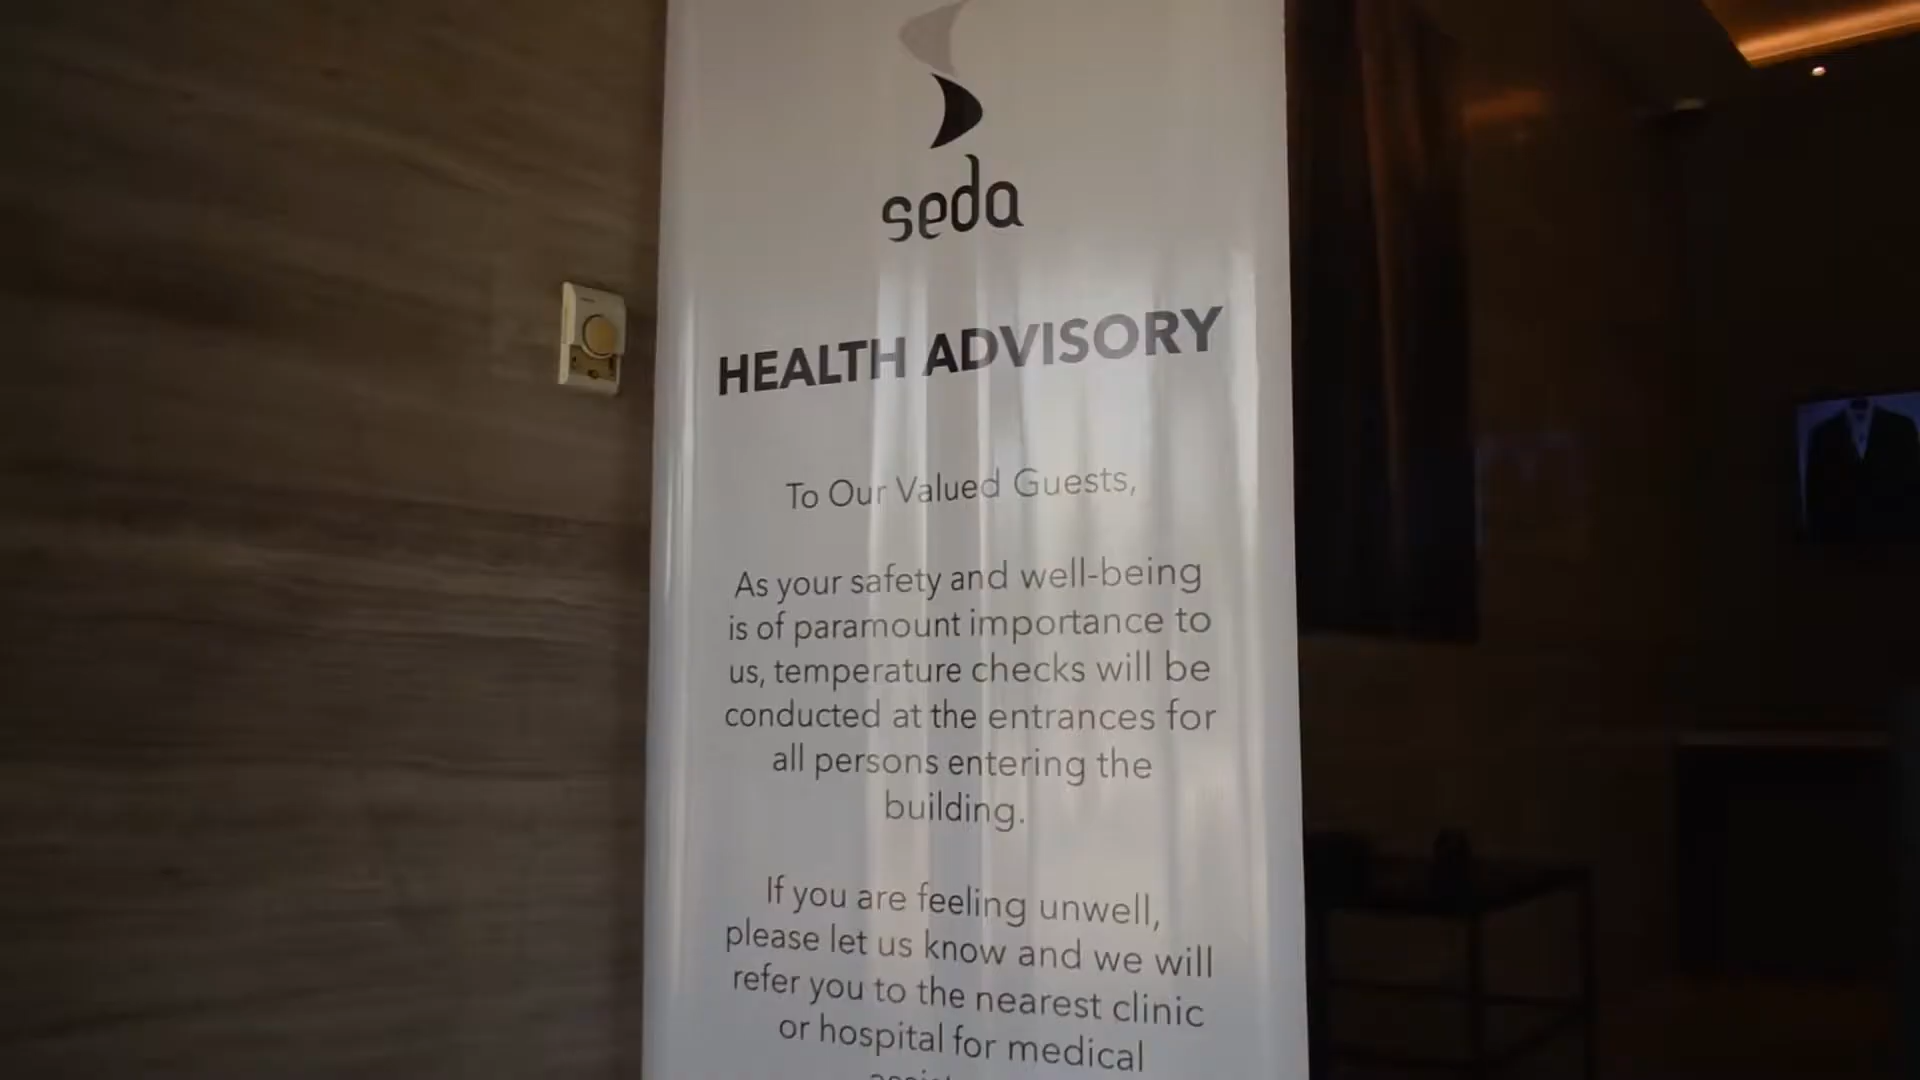 seda
HEALTH ADVISORY
To Our Valued Guests,
As your safety and well-being
is of paramount importance to
us, temperature checks will be
conducted at the entrances for
all persons entering the
building.
If you are feeling unwell,
please let us know and we will
refer you to the nearest clinic
or hospital for medical